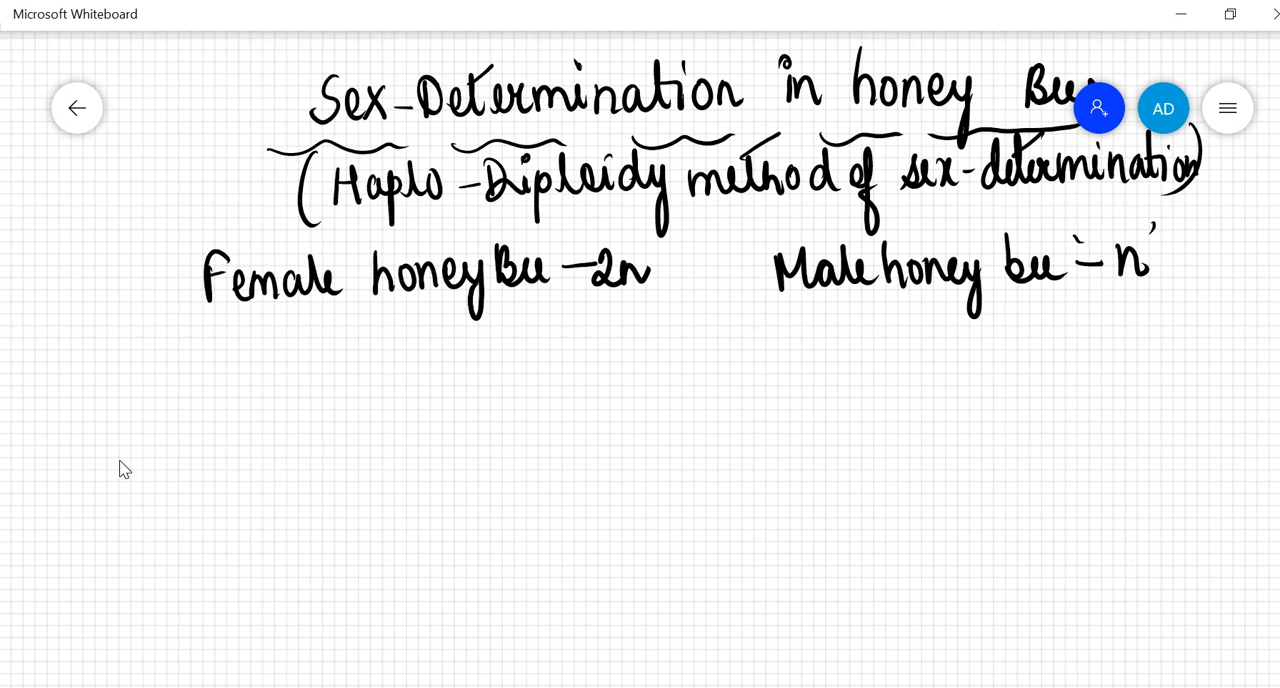 Microsoft Whiteboard
Sex-Determination in honey Bee
AD
(Haplo-Diploidy method of sex-determination)
Female honey Bee - 2n Male honey bee - 'n'